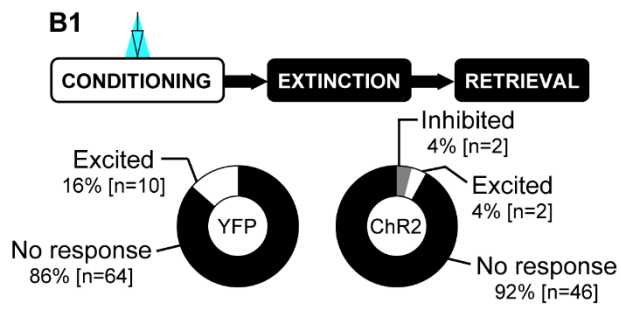 B1
CONDITIONING
EXTINCTION
RETRIEVAL
Excited
16% [n=10]
No response
86% [n=64]
YFP
Inhibited
4% [n=2]
Excited
4% [n=2]
ChR2
No response
92% [n=46]